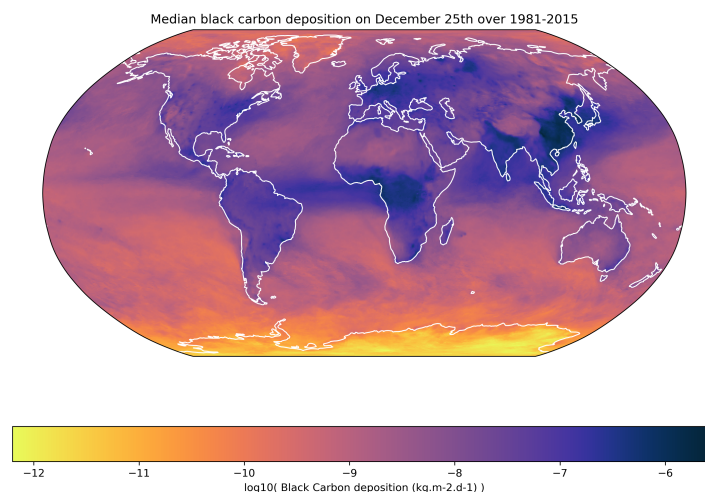 Median black carbon deposition on December 25th over 1981-2015
−12 −11 −10 −9 −8 −7 −6
log10( Black Carbon deposition (kg.m-2.d-1) )